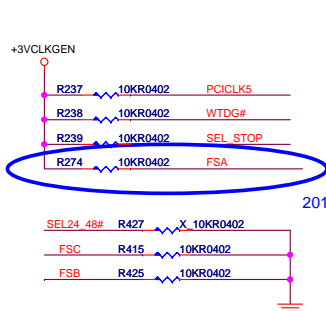 +3VCLKGEN
R237 10KR0402 PCICLK5
R238 10KR0402 WTDG#
R239 10KR0402 SEL_STOP
R274 10KR0402 FSA
201
SEL24_48# R427 X_10KR0402
FSC R415 10KR0402
FSB R425 10KR0402